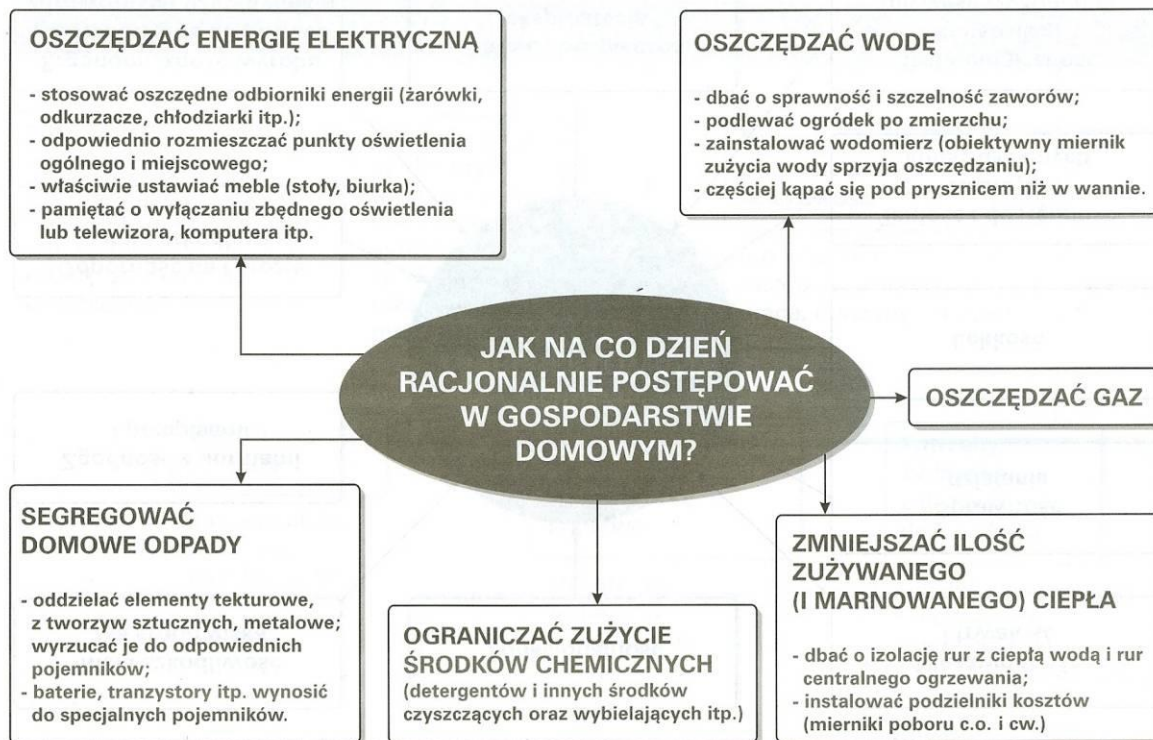 OSZCZĘDZAĆ ENERGIĘ ELEKTRYCZNĄ
- stosować oszczędne odbiorniki energii (żarówki,
odkurzacze, chłodziarki itp.);
- odpowiednio rozmieszczać punkty oświetlenia
ogólnego i miejscowego;
- właściwie ustawiać meble (stoły, biurka);
- pamiętać o wyłączaniu zbędnego oświetlenia
lub telewizora, komputera itp.
OSZCZĘDZAĆ WODĘ
- dbać o sprawność i szczelność zaworów;
- podlewać ogródek po zmierzchu;
- zainstalować wodomierz (obiektywny miernik
zużycia wody sprzyja oszczędzaniu);
- częściej kąpać się pod prysznicem niż w wannie.
JAK NA CO DZIEŃ
RACJONALNIE POSTĘPOWAĆ
W GOSPODARSTWIE
DOMOWYM?
OSZCZĘDZAĆ GAZ
SEGREGOWAĆ
DOMOWE ODPADY
- oddzielać elementy tekturowe,
z tworzyw sztucznych, metalowe;
wyrzucać je do odpowiednich
pojemników;
- baterie, tranzystory itp. wynosić
do specjalnych pojemników.
OGRANICZAĆ ZUŻYCIE
ŚRODKÓW CHEMICZNYCH
(detergentów i innych środków
czyszczących oraz wybielających itp.)
ZMNIEJSZAĆ ILOŚĆ
ZUŻYWANEGO
(I MARNOWANEGO) CIEPŁA
- dbać o izolację rur z ciepłą wodą i rur
centralnego ogrzewania;
- instalować podzielniki kosztów
(mierniki poboru c.o. i cw.)